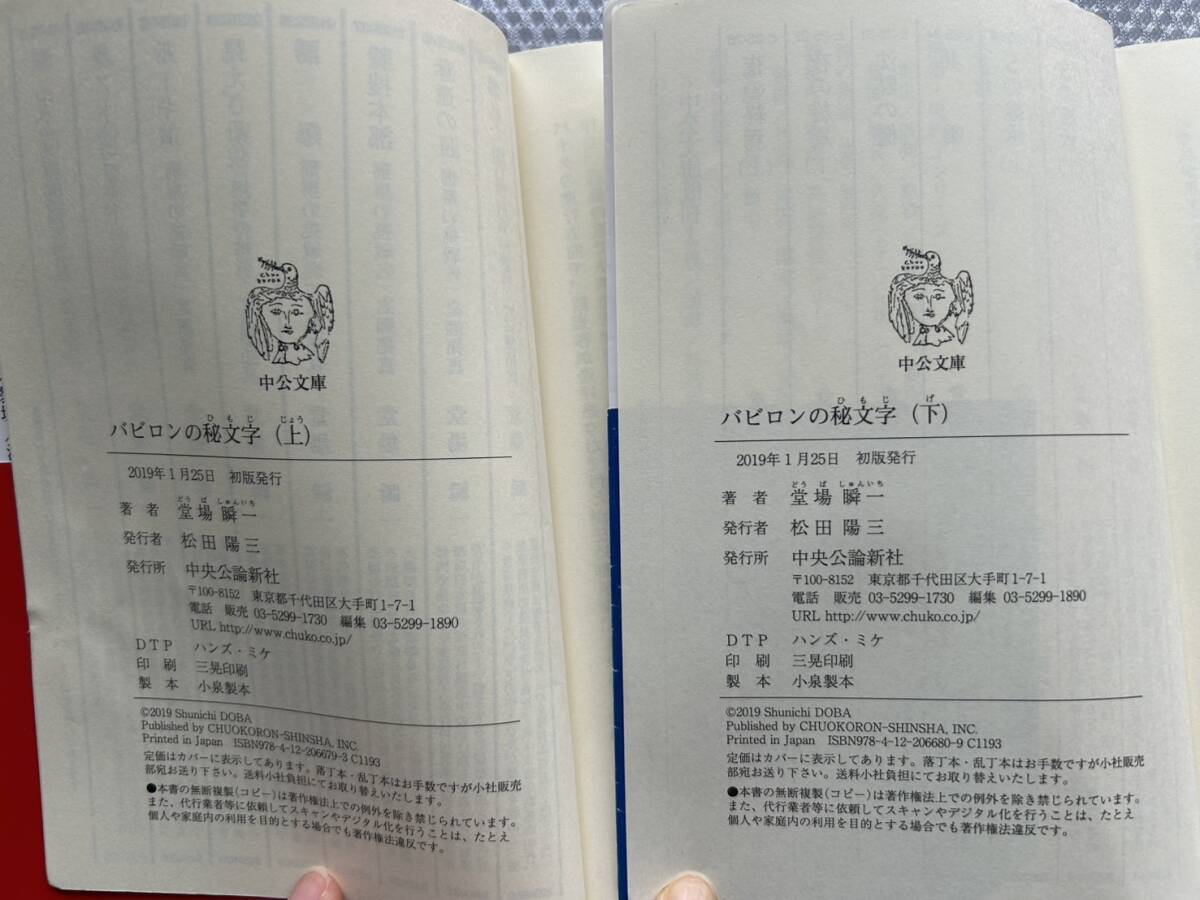 中公文庫
バビロンの秘文字（上）
ひもじ
じょう
2019年1月25日　初版発行
著　者　堂場　瞬一
どうば　しゅんいち
発行者　松田　陽三
発行所　中央公論新社
〒100-8152　東京都千代田区大手町1-7-1
電話　販売　03-5299-1730　編集　03-5299-1890
URL http://www.chuko.co.jp/
DTP　ハンズ・ミケ
印　刷　三晃印刷
製　本　小泉製本
©2019 Shunichi DOBA
Published by CHUOKORON-SHINSHA, INC.
Printed in Japan　ISBN978-4-12-206679-3 C1193
定価はカバーに表示してあります。落丁本・乱丁本はお手数ですが小社販売
部宛お送り下さい。送料小社負担にてお取り替えいたします。
●本書の無断複製（コピー）は著作権法上での例外を除き禁じられています。
また、代行業者等に依頼してスキャンやデジタル化を行うことは、たとえ
個人や家庭内の利用を目的とする場合でも著作権法違反です。
中公文庫
バビロンの秘文字（下）
ひもじ
げ
2019年1月25日　初版発行
著　者　堂場　瞬一
どうば　しゅんいち
発行者　松田　陽三
発行所　中央公論新社
〒100-8152　東京都千代田区大手町1-7-1
電話　販売　03-5299-1730　編集　03-5299-1890
URL http://www.chuko.co.jp/
DTP　ハンズ・ミケ
印　刷　三晃印刷
製　本　小泉製本
©2019 Shunichi DOBA
Published by CHUOKORON-SHINSHA, INC.
Printed in Japan　ISBN978-4-12-206680-9 C1193
定価はカバーに表示してあります。落丁本・乱丁本はお手数ですが小社販売
部宛お送り下さい。送料小社負担にてお取り替えいたします。
●本書の無断複製（コピー）は著作権法上での例外を除き禁じられています。
また、代行業者等に依頼してスキャンやデジタル化を行うことは、たとえ
個人や家庭内の利用を目的とする場合でも著作権法違反です。